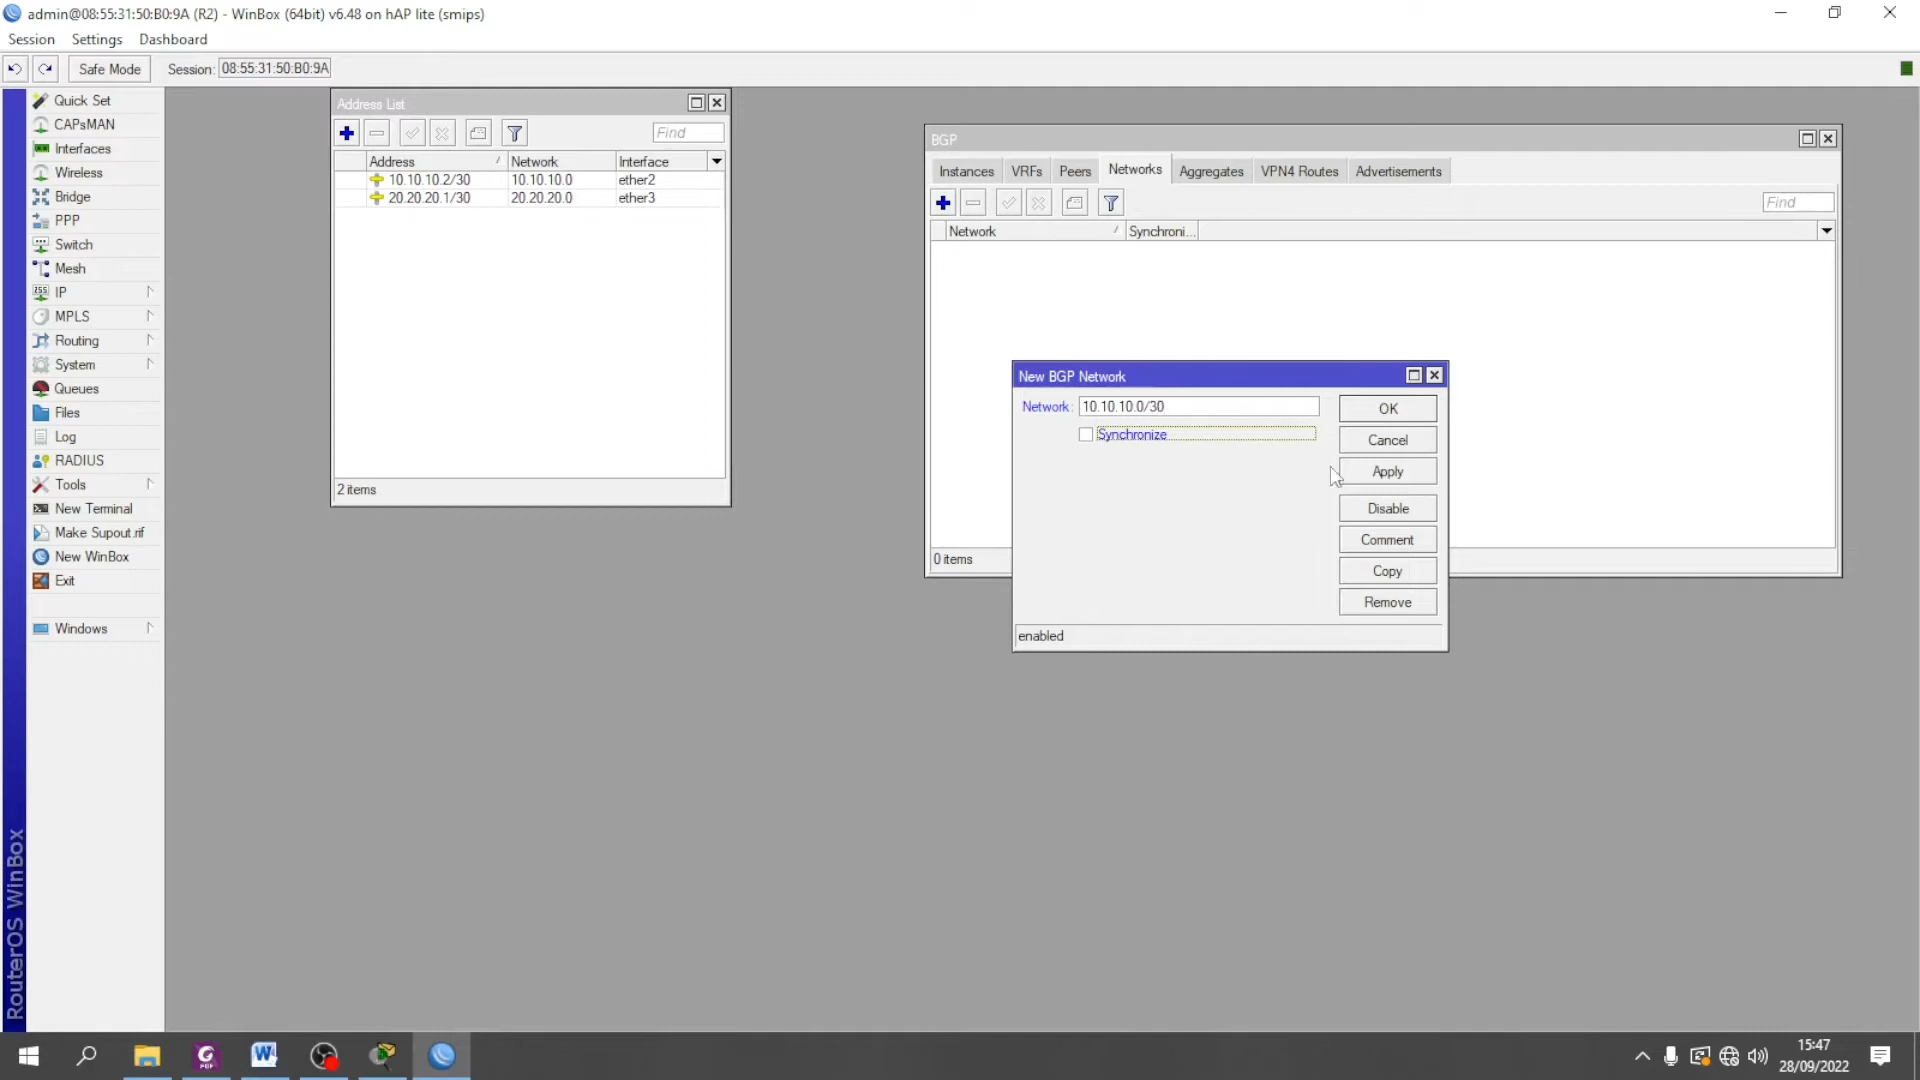 admin@08:55:31:50:B0:9A (R2) - WinBox (64bit) v6.48 on hAP lite (smips)
Session Settings Dashboard
Safe Mode Session: 08:55:31:50:B0:9A
Quick Set
CAPsMAN
Interfaces
Wireless
Bridge
PPP
Switch
Mesh
IP
MPLS
Routing
System
Queues
Files
Log
RADIUS
Tools
New Terminal
Make Supout.rif
New WinBox
Exit
Windows
RouterOS WinBox
Address List
Find
Address Network Interface
10.10.10.2/30 10.10.10.0 ether2
20.20.20.1/30 20.20.20.0 ether3
2 items
BGP
Instances VRFs Peers Networks Aggregates VPN4 Routes Advertisements
Find
Network Synchroni...
0 items
New BGP Network
Network: 10.10.10.0/30
Synchronize
OK
Cancel
Apply
Disable
Comment
Copy
Remove
enabled
15:47
28/09/2022